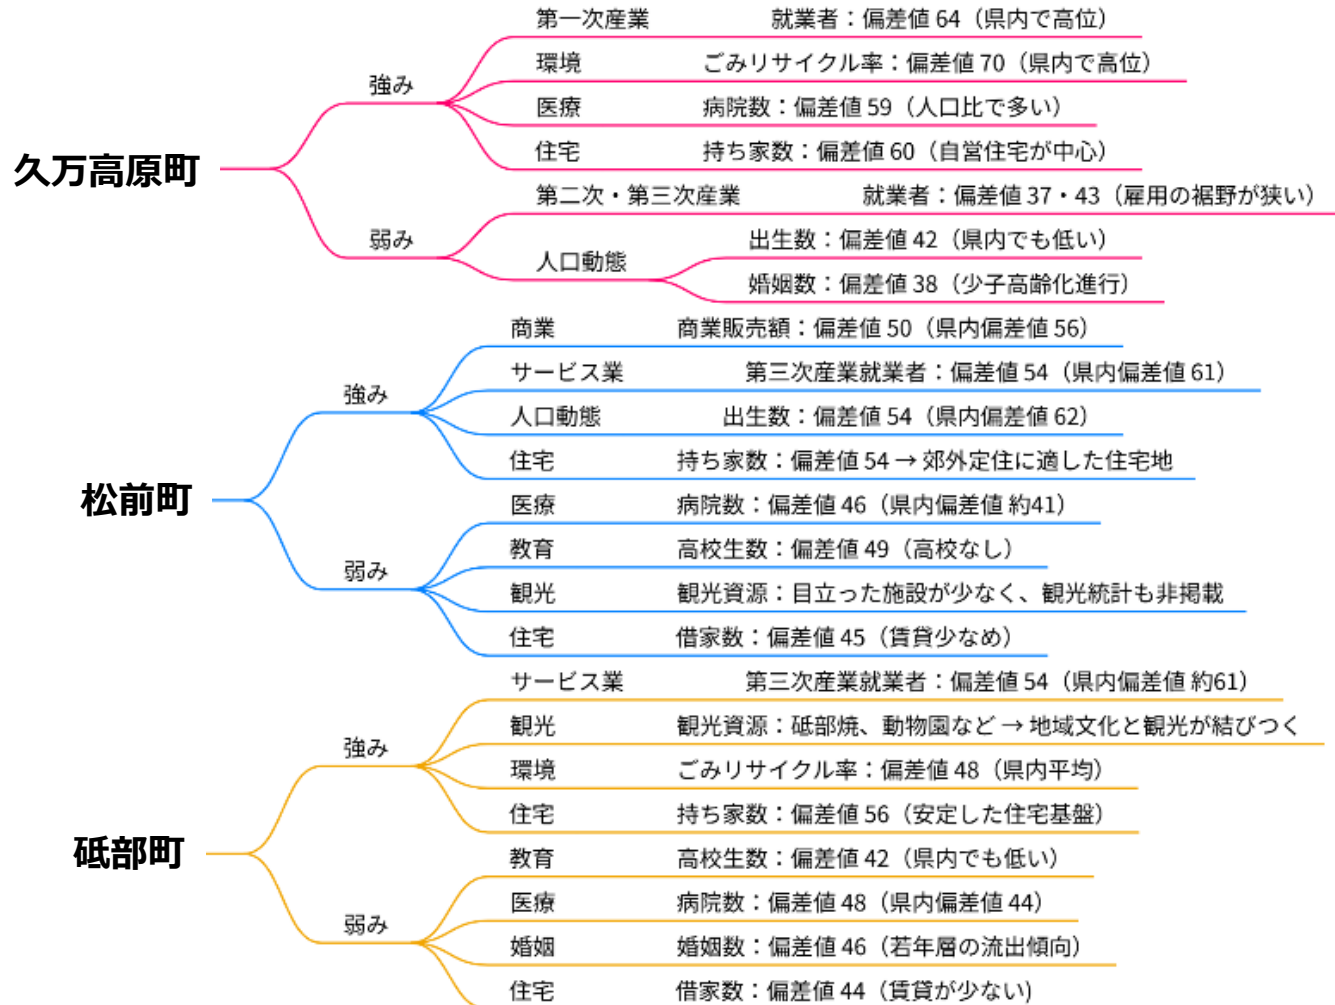 久万高原町
強み
第一次産業 就業者：偏差値 64（県内で高位）
環境 ごみリサイクル率：偏差値 70（県内で高位）
医療 病院数：偏差値 59（人口比で多い）
住宅 持ち家数：偏差値 60（自営住宅が中心）
弱み
第二次・第三次産業 就業者：偏差値 37・43（雇用の裾野が狭い）
人口動態
出生数：偏差値 42（県内でも低い）
婚姻数：偏差値 38（少子高齢化進行）
松前町
強み
商業 商業販売額：偏差値 50（県内偏差値 56）
サービス業 第三次産業就業者：偏差値 54（県内偏差値 61）
人口動態 出生数：偏差値 54（県内偏差値 62）
住宅 持ち家数：偏差値 54 → 郊外定住に適した住宅地
弱み
医療 病院数：偏差値 46（県内偏差値 約41）
教育 高校生数：偏差値 49（高校なし）
観光 観光資源：目立った施設が少なく、観光統計も非掲載
住宅 借家数：偏差値 45（賃貸少なめ）
砥部町
強み
サービス業 第三次産業就業者：偏差値 54（県内偏差値 約61）
観光 観光資源：砥部焼、動物園など → 地域文化と観光が結びつく
環境 ごみリサイクル率：偏差値 48（県内平均）
住宅 持ち家数：偏差値 56（安定した住宅基盤）
弱み
教育 高校生数：偏差値 42（県内でも低い）
医療 病院数：偏差値 48（県内偏差値 44）
婚姻 婚姻数：偏差値 46（若年層の流出傾向）
住宅 借家数：偏差値 44（賃貸が少ない）